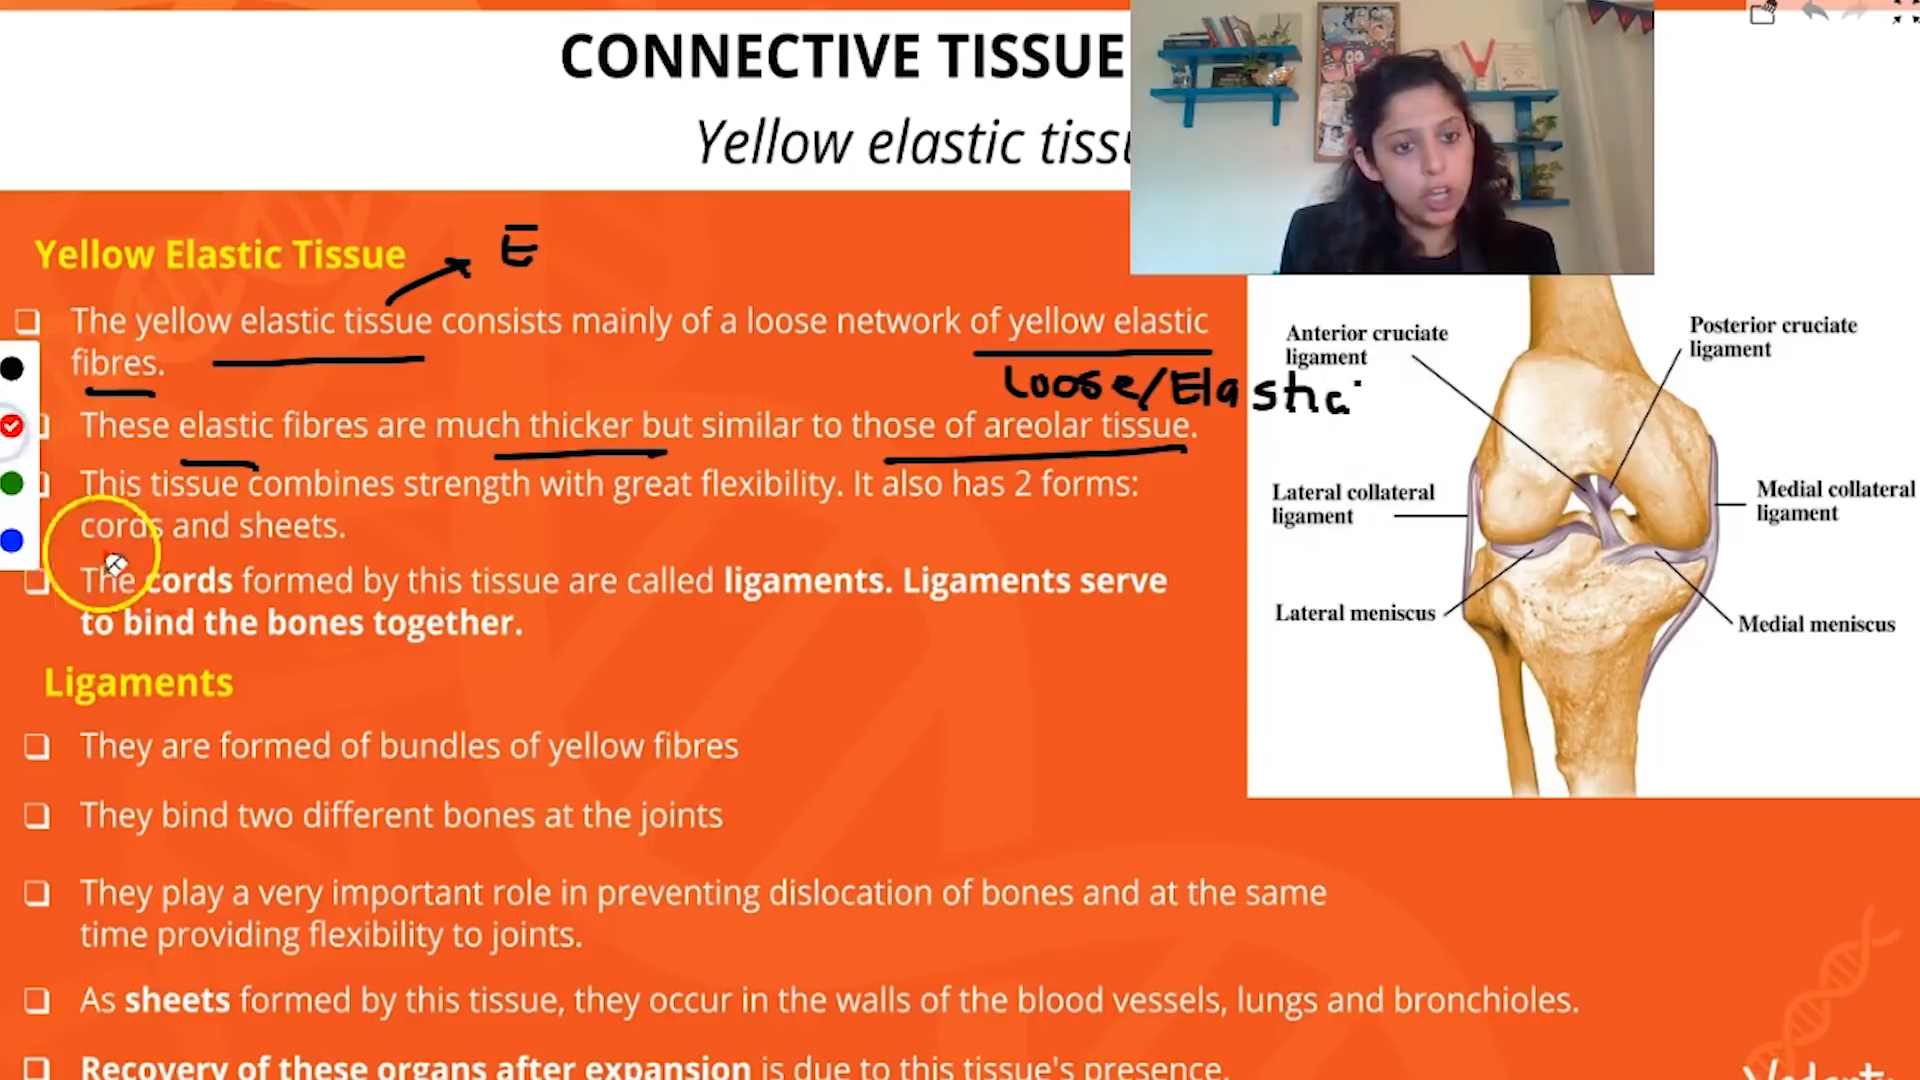 CONNECTIVE TISSUE
Yellow elastic
Yellow Elastic Tissue
E
The yellow elastic tissue consists mainly of a loose network of yellow elastic
fibres.
Loose/Elastic
These elastic fibres are much thicker but similar to those of areolar tissue.
This tissue combines strength with great flexibility. It also has 2 forms:
cords and sheets.
The cords formed by this tissue are called ligaments. Ligaments serve
to bind the bones together.
Ligaments
They are formed of bundles of yellow fibres
They bind two different bones at the joints
They play a very important role in preventing dislocation of bones and at the same
time providing flexibility to joints.
As sheets formed by this tissue, they occur in the walls of the blood vessels, lungs and bronchioles.
Recovery of these organs after expansion is due to this tissue's presence.
Anterior cruciate
ligament
Posterior cruciate
ligament
Lateral collateral
ligament
Medial collateral
ligament
Lateral meniscus
Medial meniscus